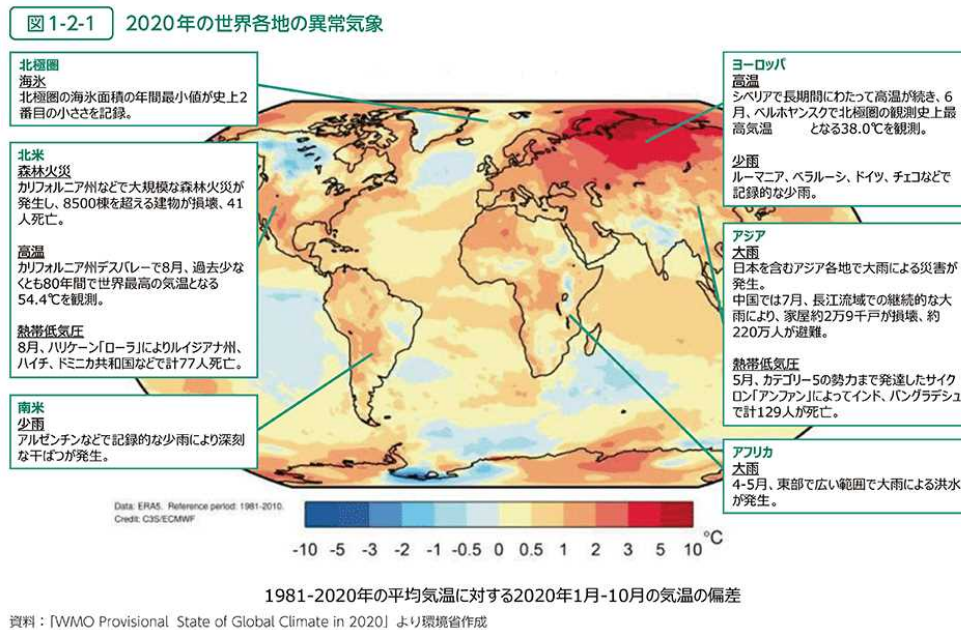 図1-2-1 2020年の世界各地の異常気象
北極圏
海氷
北極圏の海氷面積の年間最小値が史上2
番目の小ささを記録。
北米
森林火災
カリフォルニア州などで大規模な森林火災が
発生し、8500棟を超える建物が損壊、41
人死亡。
高温
カリフォルニア州デスバレーで8月、過去少な
くとも80年間で世界最高の気温となる
54.4℃を観測。
熱帯低気圧
8月、ハリケーン「ローラ」によりルイジアナ州、
ハイチ、ドミニカ共和国などで計77人死亡。
南米
少雨
アルゼンチンなどで記録的な少雨により深刻
な干ばつが発生。
ヨーロッパ
高温
シベリアで長期間にわたって高温が続き、6
月、ベルホヤンスクで北極圏の観測史上最
高気温 となる38.0℃を観測。
少雨
ルーマニア、ベラルーシ、ドイツ、チェコなどで
記録的な少雨。
アジア
大雨
日本を含むアジア各地で大雨による災害が
発生。
中国では7月、長江流域での継続的な大
雨により、家屋約2万9千戸が損壊、約
220万人が避難。
熱帯低気圧
5月、カテゴリー5の勢力まで発達したサイク
ロン「アンファン」によってインド、バングラデシュ
で計129人が死亡。
アフリカ
大雨
4-5月、東部で広い範囲で大雨による洪水
が発生。
Data: ERA5. Reference period: 1981-2010.
Credit: C3S/ECMWF
-10 -5 -3 -2 -1 -0.5 0 0.5 1 2 3 5 10 °C
1981-2020年の平均気温に対する2020年1月-10月の気温の偏差
資料：「WMO Provisional State of Global Climate in 2020」より環境省作成